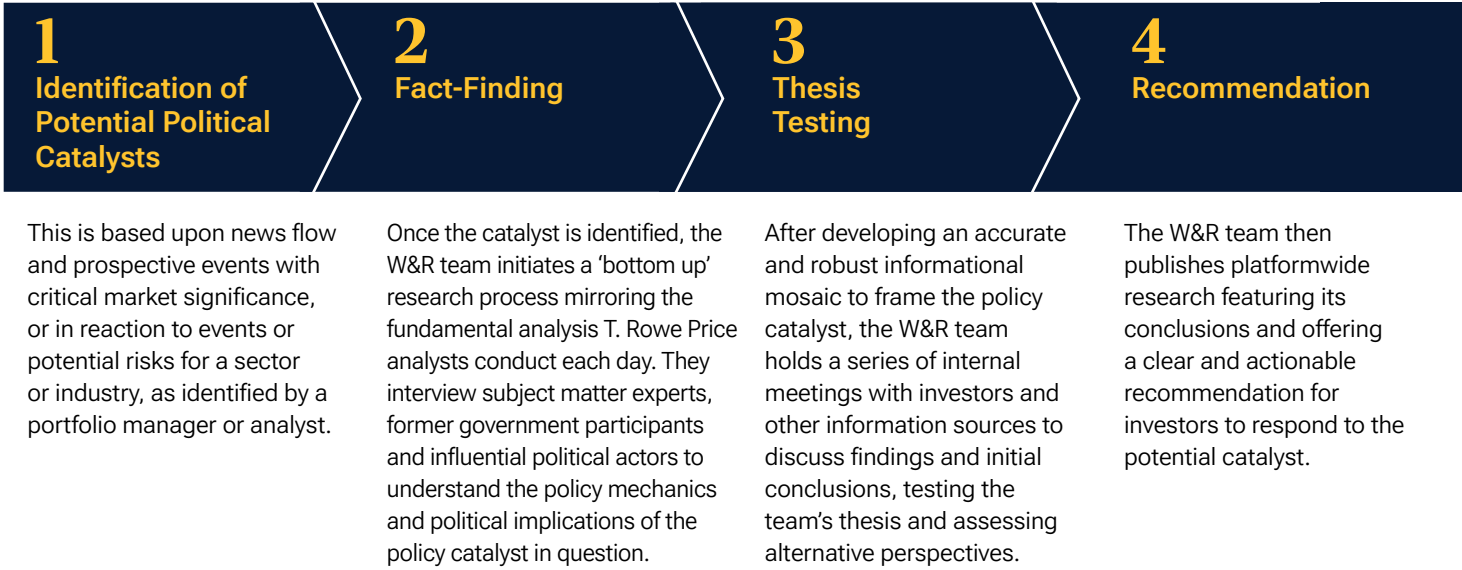 1
Identification of
Potential Political
Catalysts
This is based upon news flow
and prospective events with
critical market significance,
or in reaction to events or
potential risks for a sector
or industry, as identified by a
portfolio manager or analyst.
2
Fact-Finding
Once the catalyst is identified, the
W&R team initiates a ‘bottom up’
research process mirroring the
fundamental analysis T. Rowe Price
analysts conduct each day. They
interview subject matter experts,
former government participants
and influential political actors to
understand the policy mechanics
and political implications of the
policy catalyst in question.
3
Thesis
Testing
After developing an accurate
and robust informational
mosaic to frame the policy
catalyst, the W&R team
holds a series of internal
meetings with investors and
other information sources to
discuss findings and initial
conclusions, testing the
team’s thesis and assessing
alternative perspectives.
4
Recommendation
The W&R team then
publishes platformwide
research featuring its
conclusions and offering
a clear and actionable
recommendation for
investors to respond to the
potential catalyst.